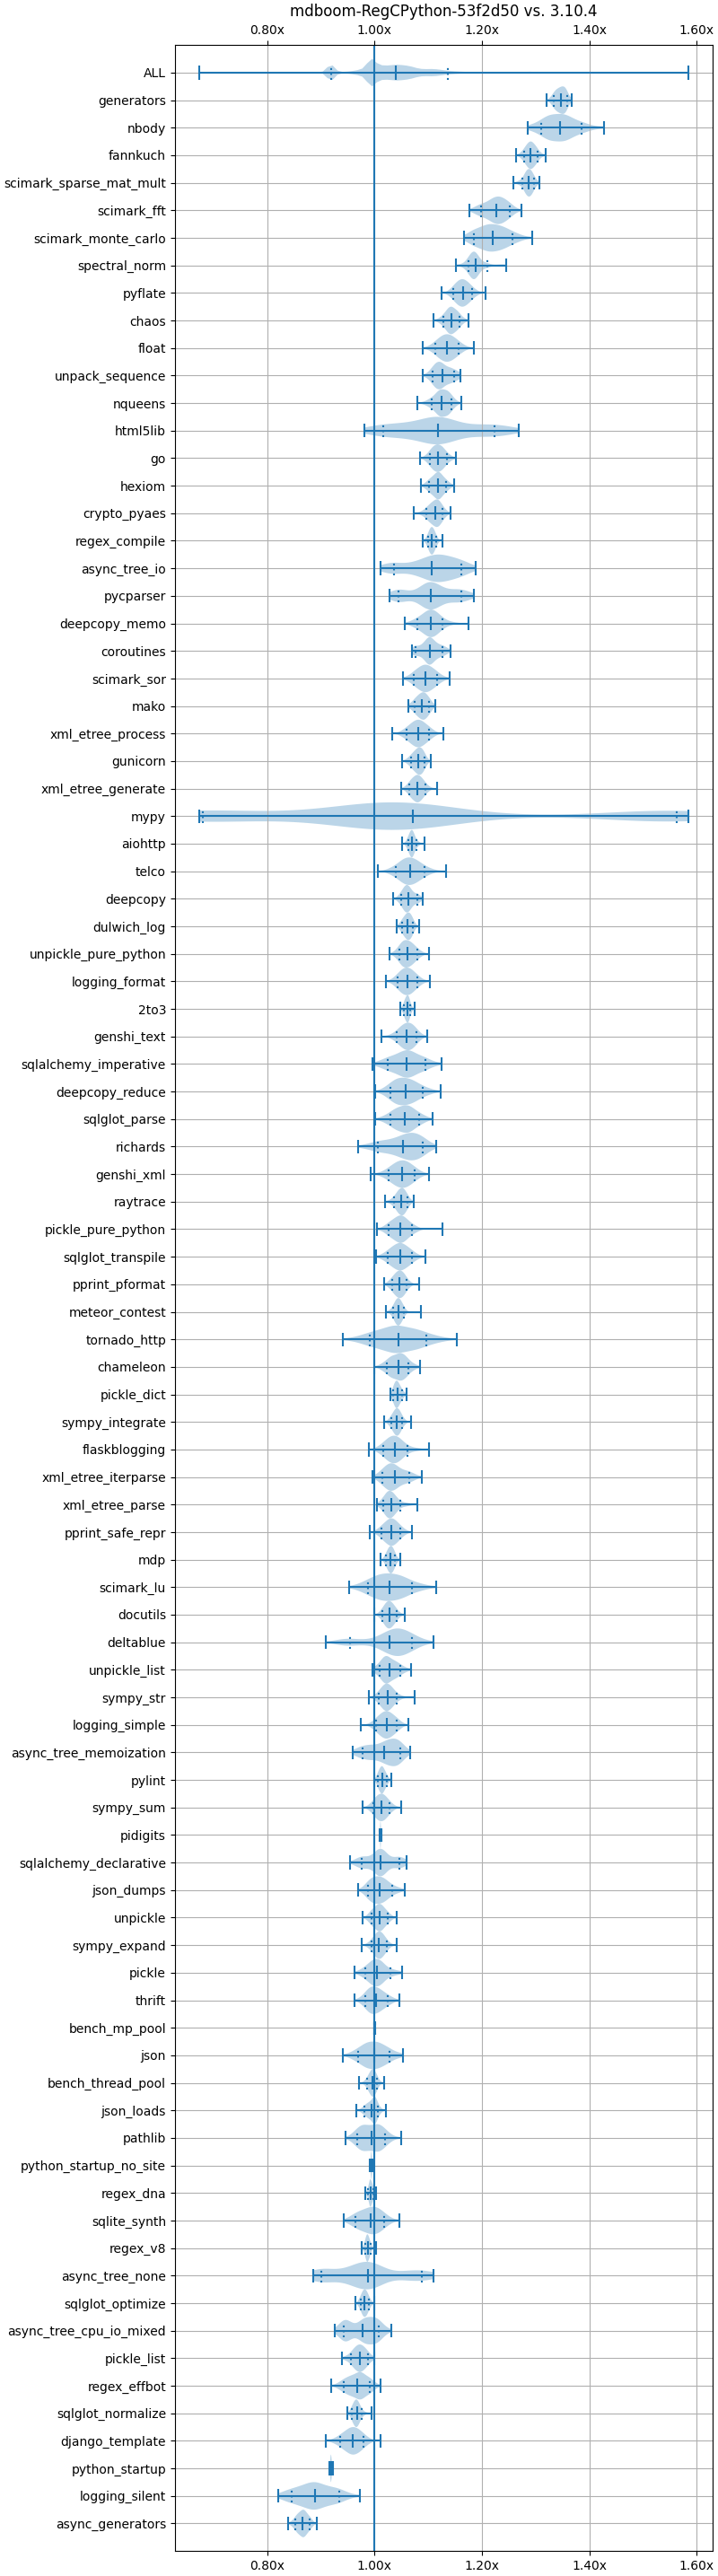 mdboom-RegCPython-53f2d50 vs. 3.10.4
0.80x 1.00x 1.20x 1.40x 1.60x
ALL
generators
nbody
fannkuch
scimark_sparse_mat_mult
scimark_fft
scimark_monte_carlo
spectral_norm
pyflate
chaos
float
unpack_sequence
nqueens
html5lib
go
hexiom
crypto_pyaes
regex_compile
async_tree_io
pycparser
deepcopy_memo
coroutines
scimark_sor
mako
xml_etree_process
gunicorn
xml_etree_generate
mypy
aiohttp
telco
deepcopy
dulwich_log
unpickle_pure_python
logging_format
2to3
genshi_text
sqlalchemy_imperative
deepcopy_reduce
sqlglot_parse
richards
genshi_xml
raytrace
pickle_pure_python
sqlglot_transpile
pprint_pformat
meteor_contest
tornado_http
chameleon
pickle_dict
sympy_integrate
flaskblogging
xml_etree_iterparse
xml_etree_parse
pprint_safe_repr
mdp
scimark_lu
docutils
deltablue
unpickle_list
sympy_str
logging_simple
async_tree_memoization
pylint
sympy_sum
pidigits
sqlalchemy_declarative
json_dumps
unpickle
sympy_expand
pickle
thrift
bench_mp_pool
json
bench_thread_pool
json_loads
pathlib
python_startup_no_site
regex_dna
sqlite_synth
regex_v8
async_tree_none
sqlglot_optimize
async_tree_cpu_io_mixed
pickle_list
regex_effbot
sqlglot_normalize
django_template
python_startup
logging_silent
async_generators
0.80x 1.00x 1.20x 1.40x 1.60x